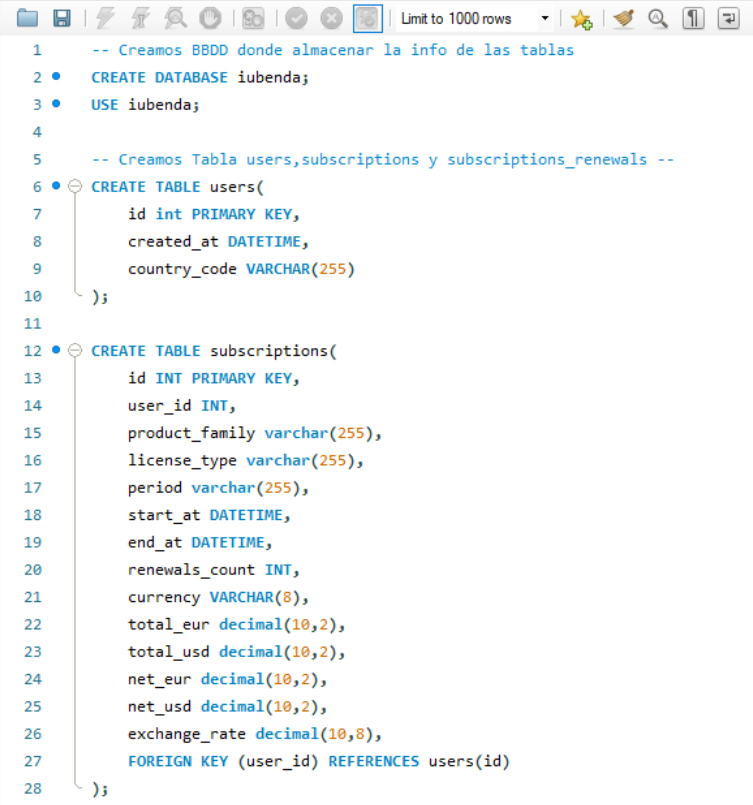 Limit to 1000 rows
1 -- Creamos BBDD donde almacenar la info de las tablas
2 CREATE DATABASE iubenda;
3 USE iubenda;
4
5 -- Creamos Tabla users,subscriptions y subscriptions_renewals --
6 CREATE TABLE users(
7 id int PRIMARY KEY,
8 created_at DATETIME,
9 country_code VARCHAR(255)
10 );
11
12 CREATE TABLE subscriptions(
13 id INT PRIMARY KEY,
14 user_id INT,
15 product_family varchar(255),
16 license_type varchar(255),
17 period varchar(255),
18 start_at DATETIME,
19 end_at DATETIME,
20 renewals_count INT,
21 currency VARCHAR(8),
22 total_eur decimal(10,2),
23 total_usd decimal(10,2),
24 net_eur decimal(10,2),
25 net_usd decimal(10,2),
26 exchange_rate decimal(10,8),
27 FOREIGN KEY (user_id) REFERENCES users(id)
28 );